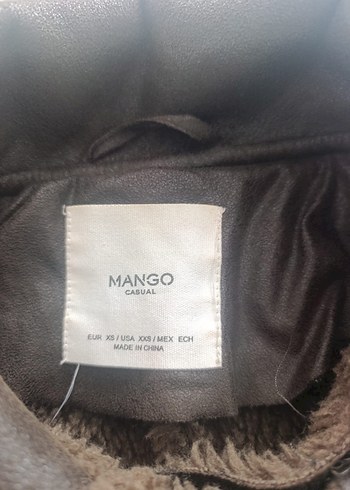 MANGO
CASUAL
EUR XS / USA XXS / MEX ECH
MADE IN CHINA